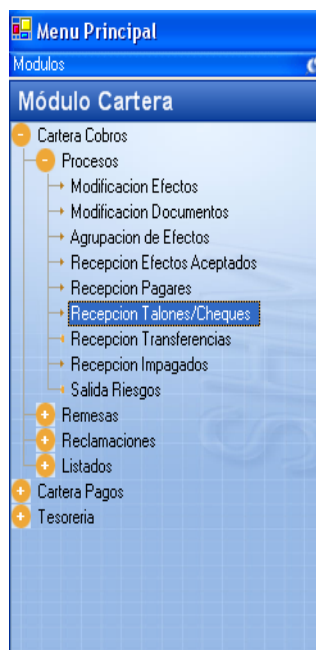 Menu Principal
Modulos
Módulo Cartera
Cartera Cobros
Procesos
Modificacion Efectos
Modificacion Documentos
Agrupacion de Efectos
Recepcion Efectos Aceptados
Recepcion Pagares
Recepcion Talones/Cheques
Recepcion Transferencias
Recepcion Impagados
Salida Riesgos
Remesas
Reclamaciones
Listados
Cartera Pagos
Tesoreria